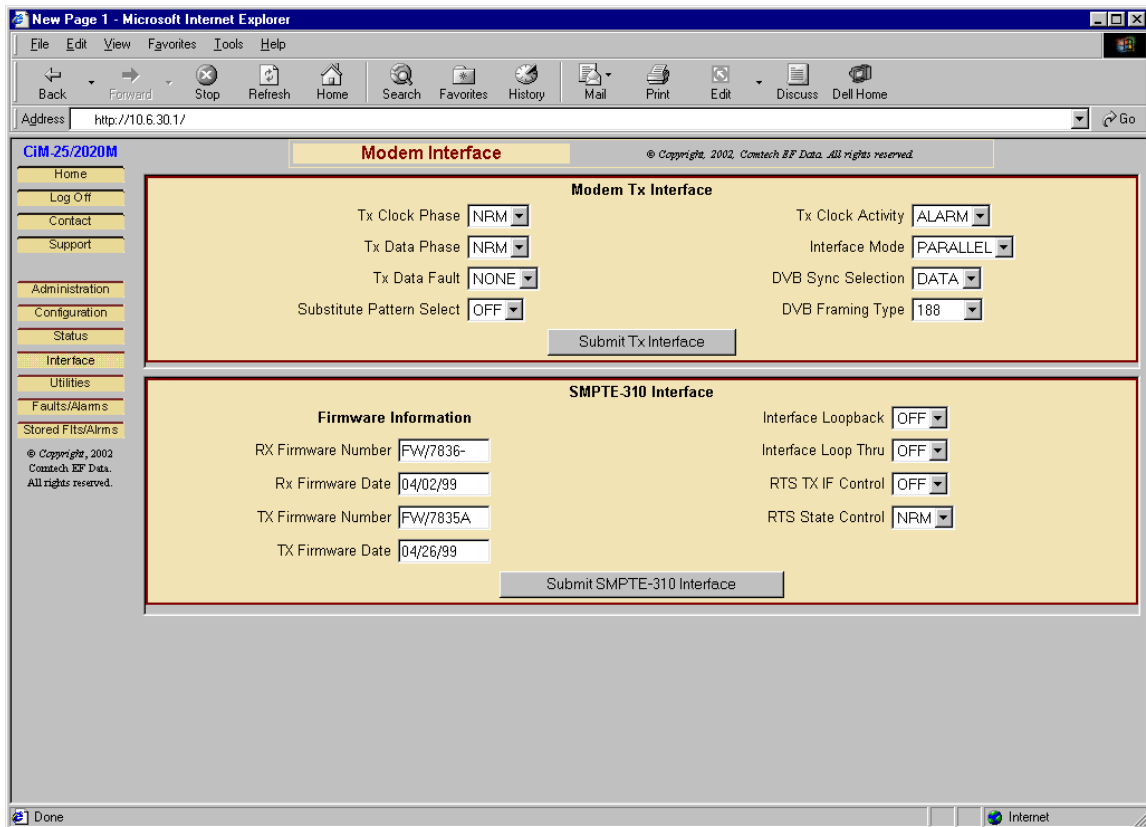 New Page 1 - Microsoft Internet Explorer
File Edit View Favorites Tools Help
Back Forward Stop Refresh Home Search Favorites History Mail Print Edit Discuss Dell Home
Address http://10.6.30.1/ Go
CiM-25/2020M
Home
Log Off
Contact
Support
Administration
Configuration
Status
Interface
Utilities
Faults/Alarms
Stored Flts/Alrms
© Copyright, 2002
Comtech EF Data.
All rights reserved.
Modem Interface © Copyright, 2002, Comtech EF Data. All rights reserved.
Modem Tx Interface
Tx Clock Phase NRM Tx Clock Activity ALARM
Tx Data Phase NRM Interface Mode PARALLEL
Tx Data Fault NONE DVB Sync Selection DATA
Substitute Pattern Select OFF DVB Framing Type 188
Submit Tx Interface
SMPTE-310 Interface
Firmware Information Interface Loopback OFF
RX Firmware Number FW/7836- Interface Loop Thru OFF
Rx Firmware Date 04/02/99 RTS TX IF Control OFF
TX Firmware Number FW/7835A RTS State Control NRM
TX Firmware Date 04/26/99
Submit SMPTE-310 Interface
Done Internet